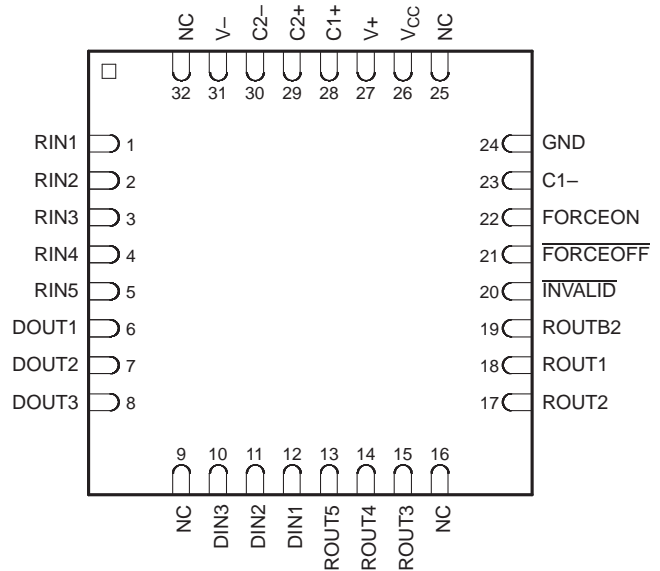 NC
V–
C2–
C2+
C1+
V+
VCC
NC
32
31
30
29
28
27
26
25
RIN1 1
RIN2 2
RIN3 3
RIN4 4
RIN5 5
DOUT1 6
DOUT2 7
DOUT3 8
24 GND
23 C1–
22 FORCEON
21 FORCEOFF
20 INVALID
19 ROUTB2
18 ROUT1
17 ROUT2
9
10
11
12
13
14
15
16
NC
DIN3
DIN2
DIN1
ROUT5
ROUT4
ROUT3
NC